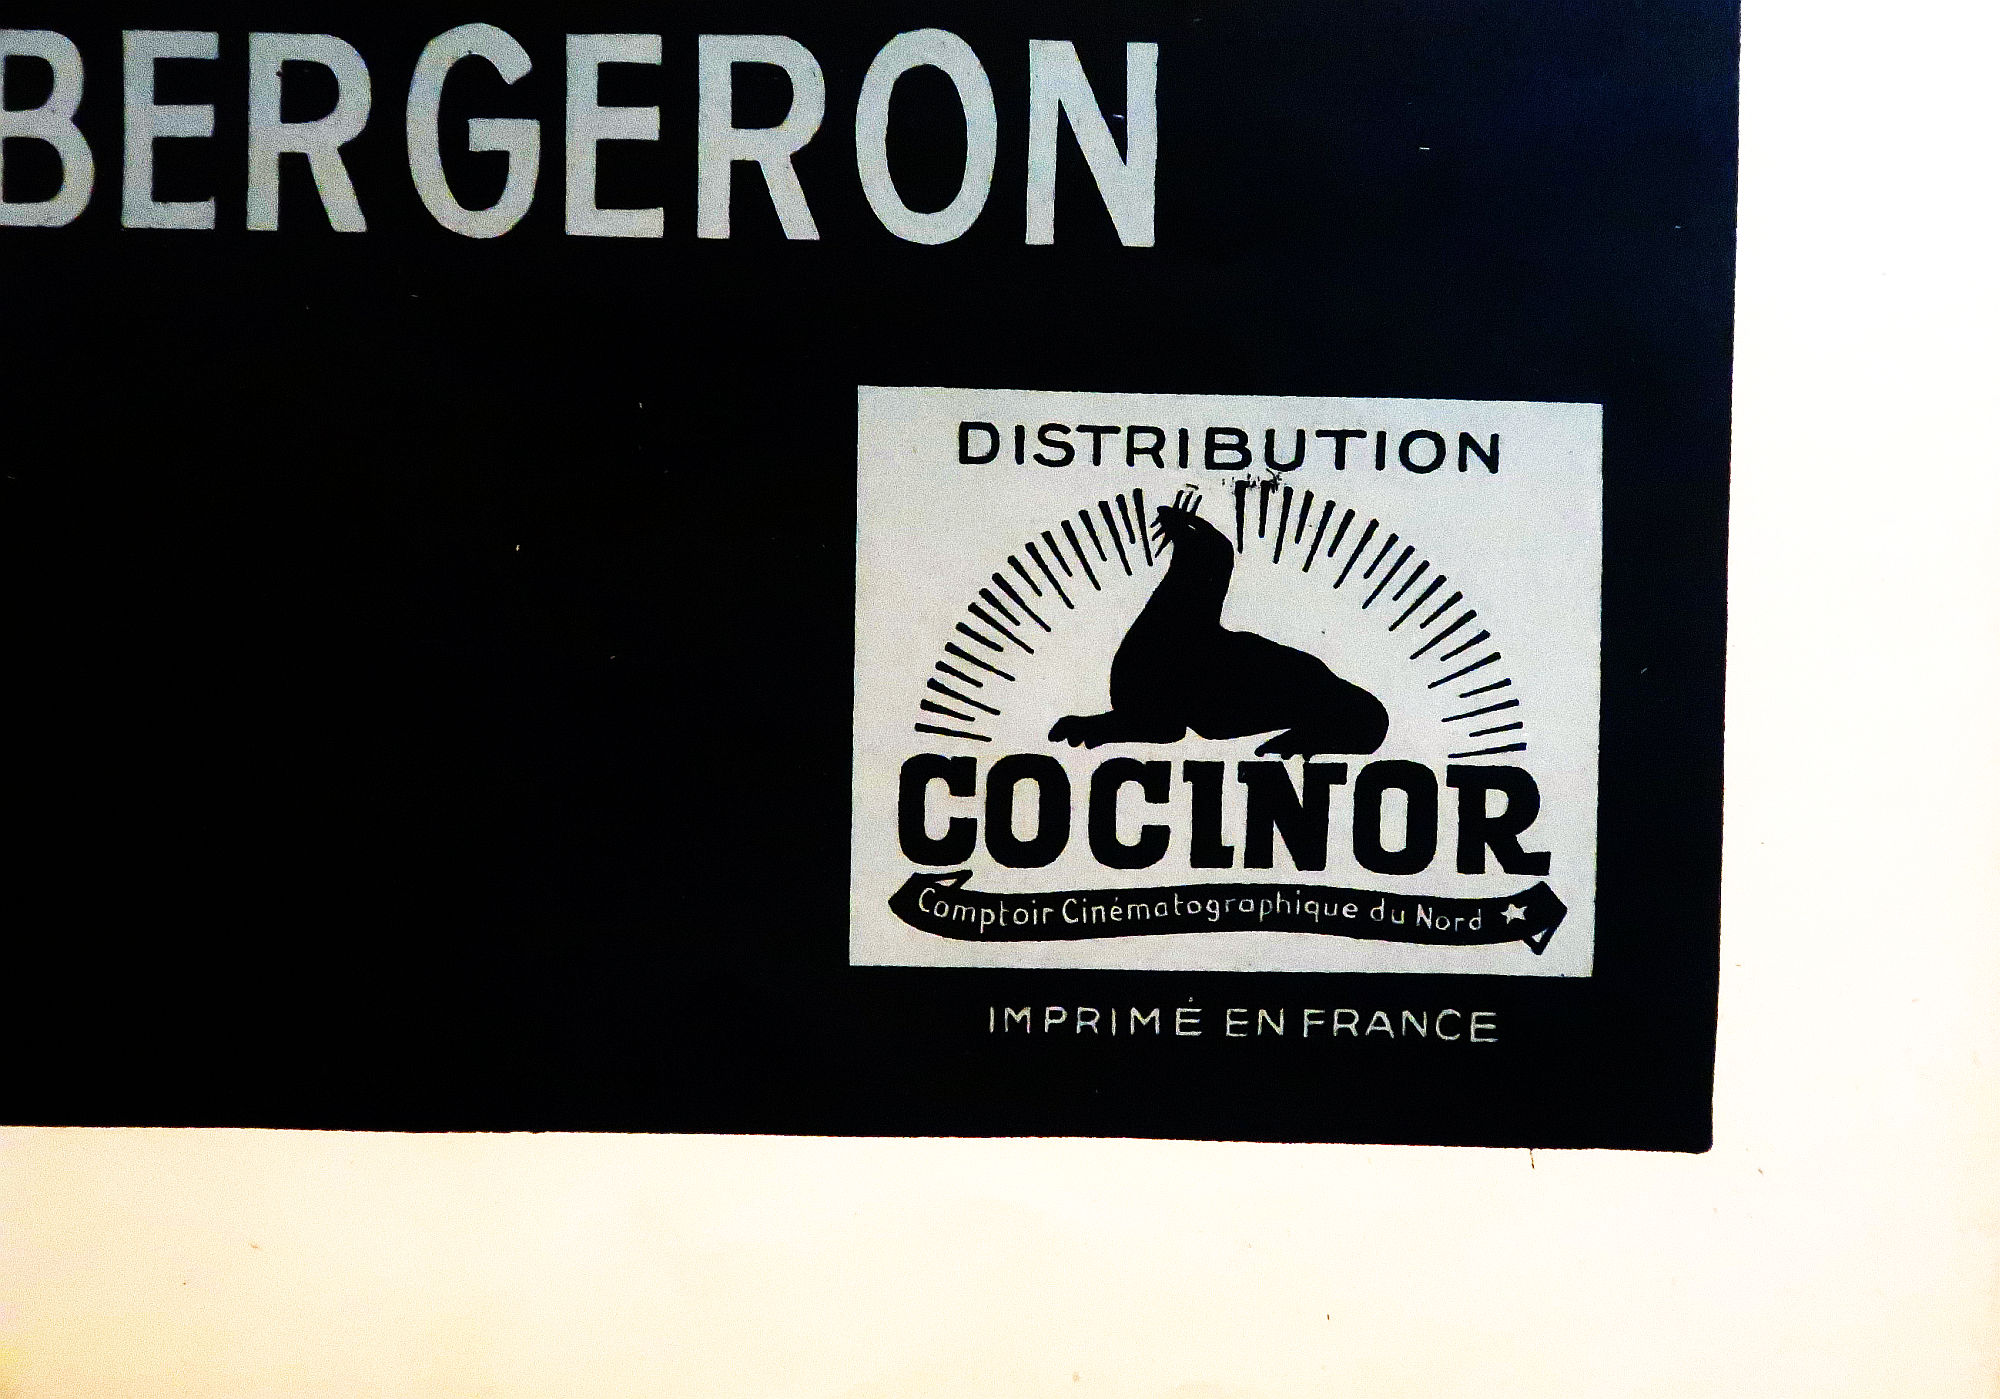 BERGERON
DISTRIBUTION
COCINOR
Comptoir Cinématographique du Nord
IMPRIMÉ EN FRANCE